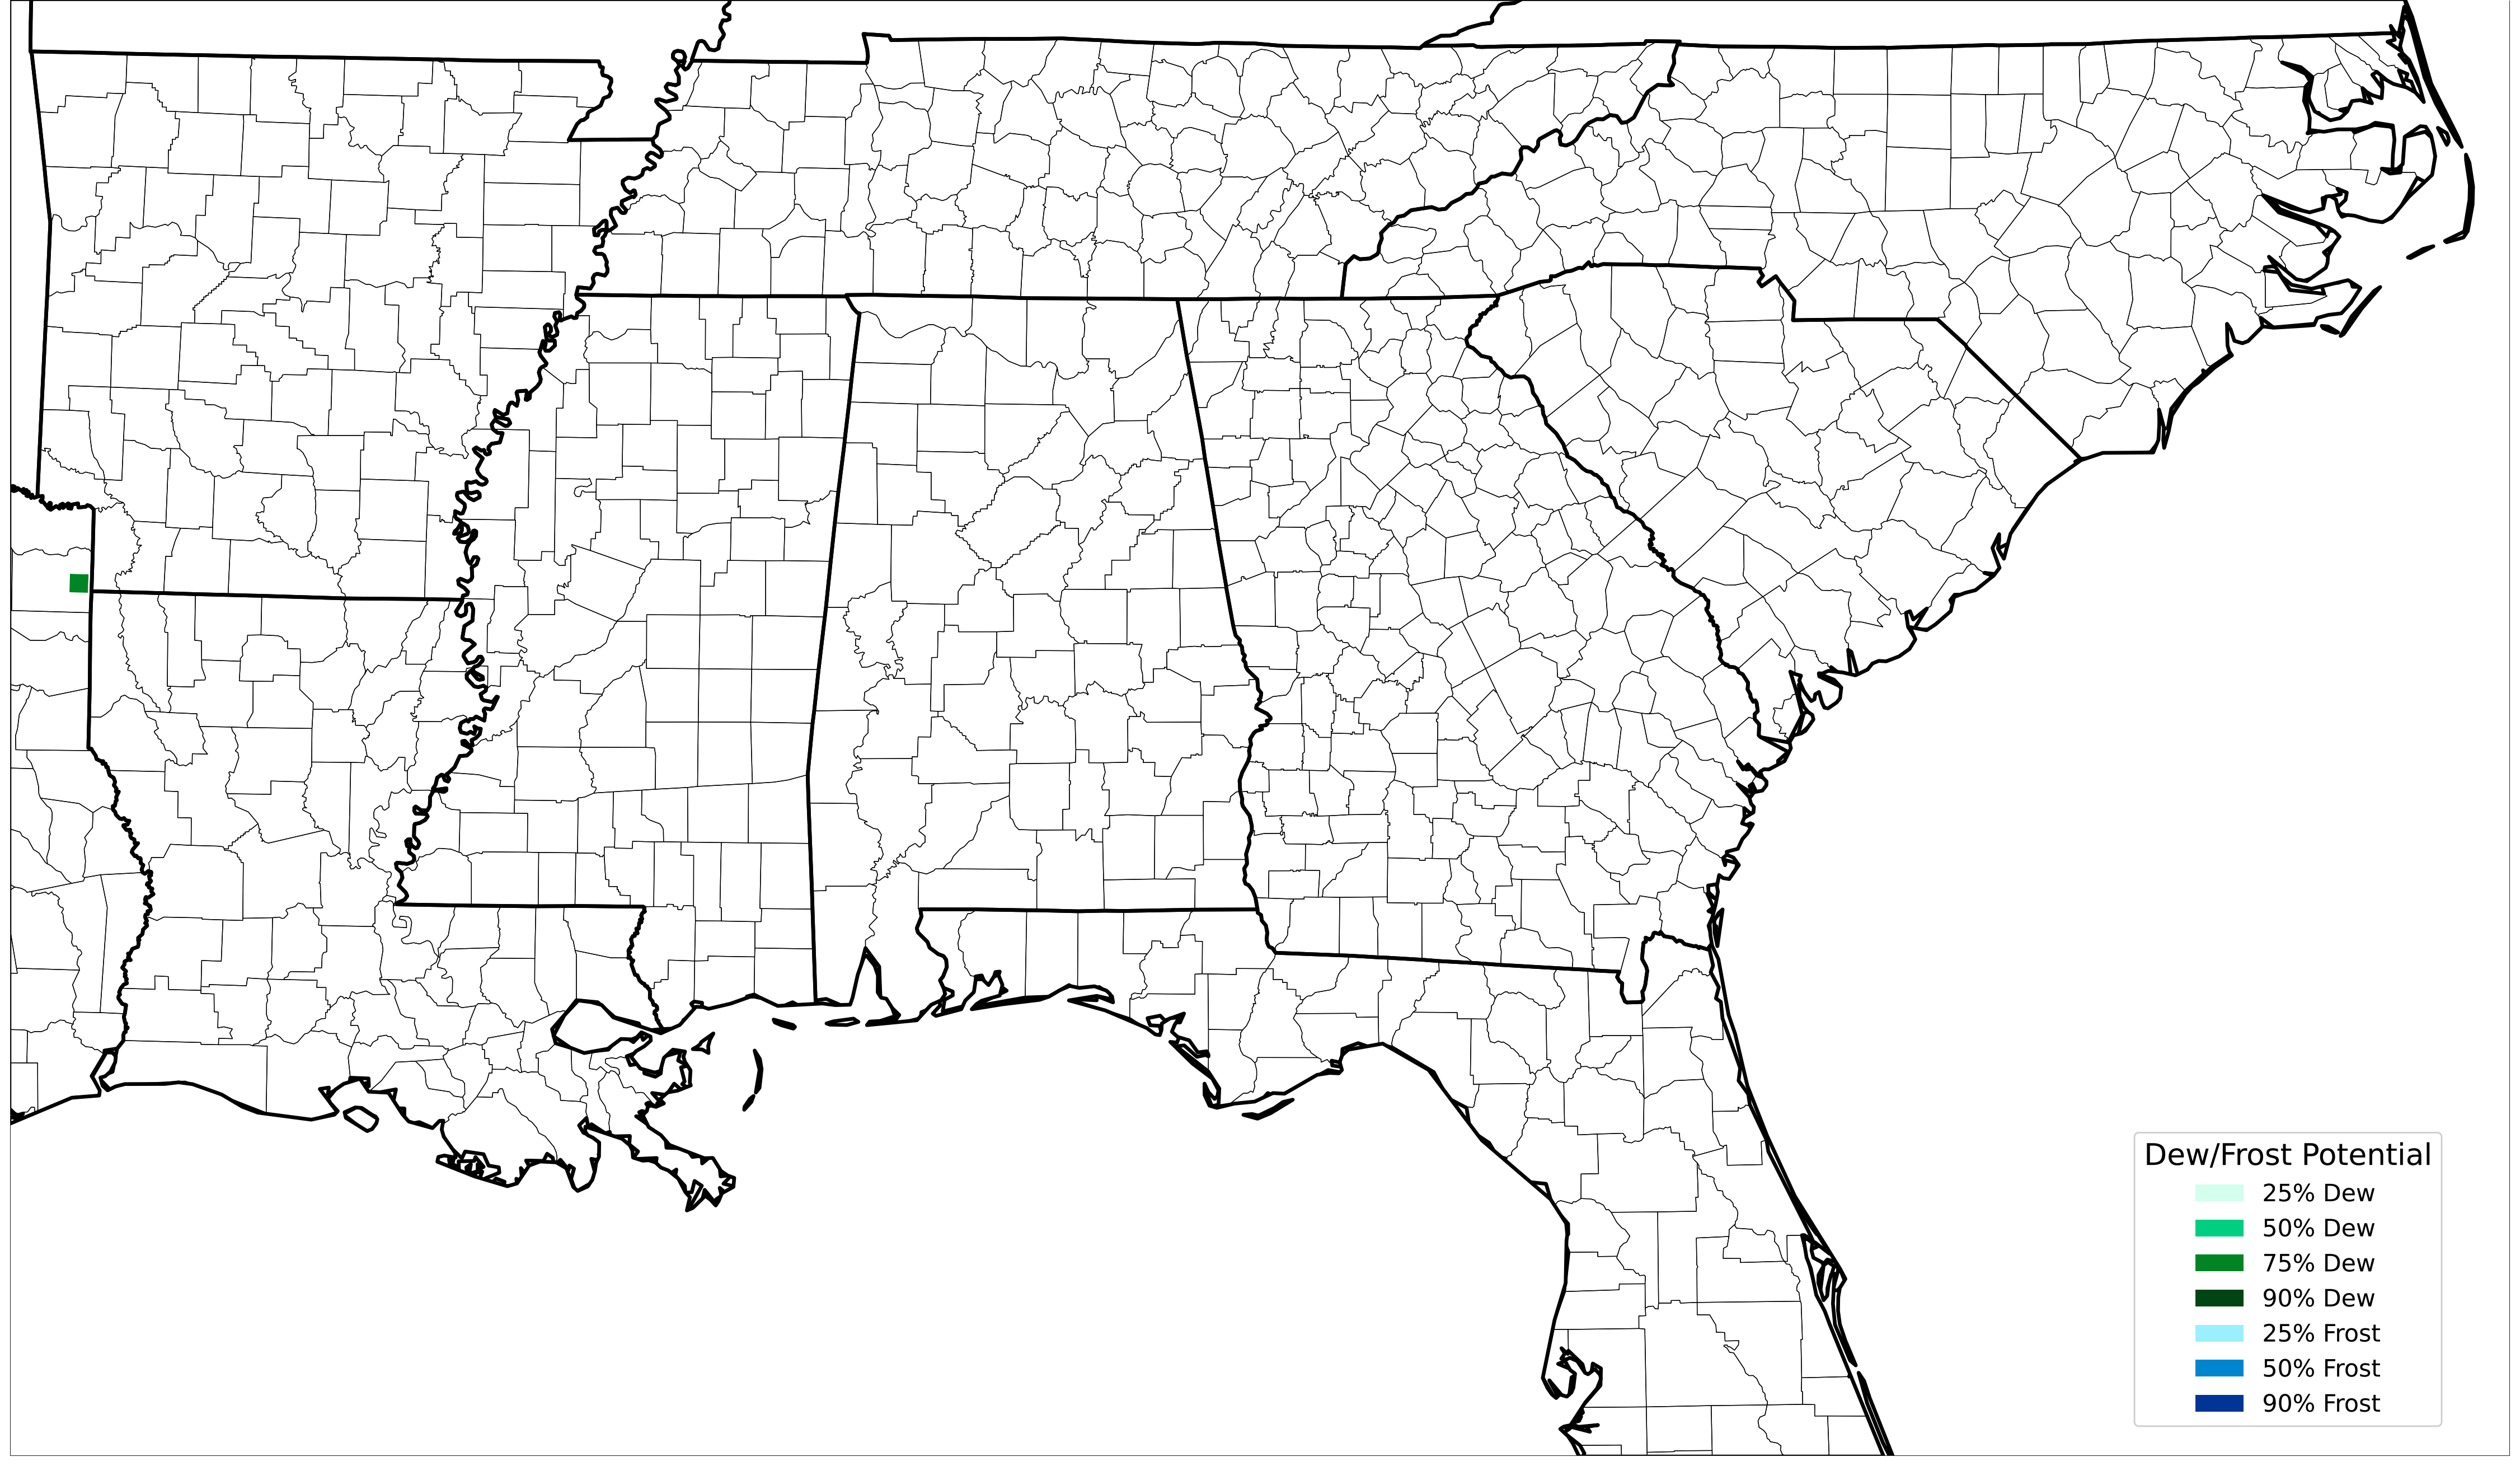 Dew/Frost Potential
25% Dew
50% Dew
75% Dew
90% Dew
25% Frost
50% Frost
90% Frost